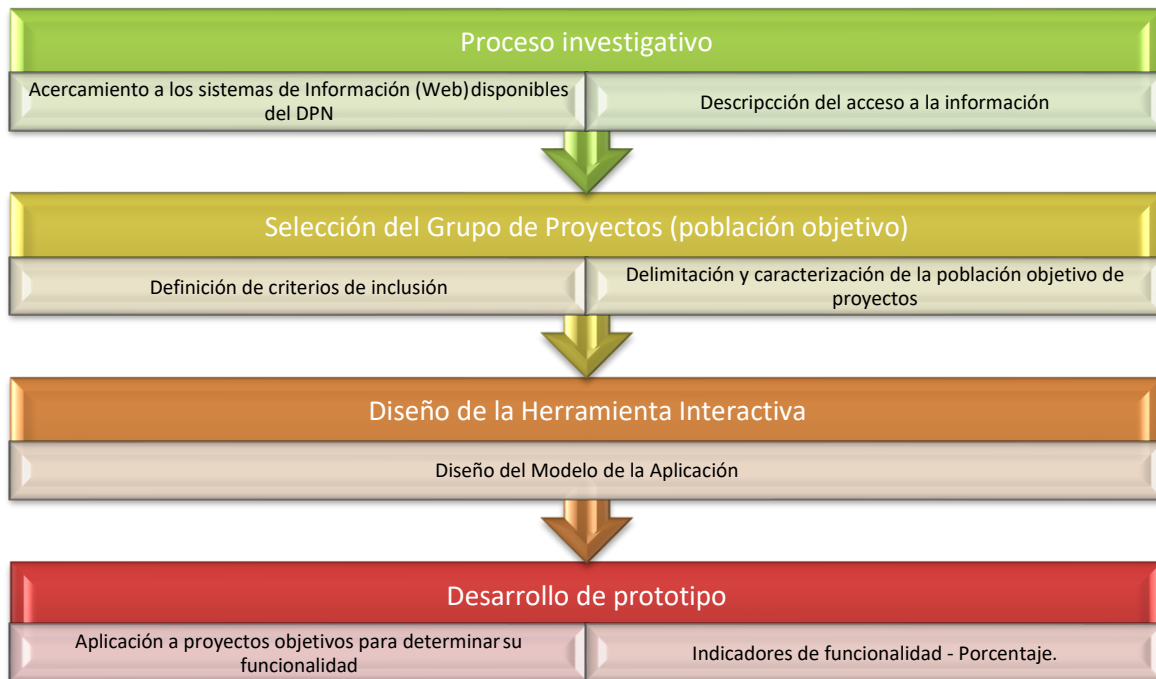 Proceso investigativo
Acercamiento a los sistemas de Información (Web)disponibles
del DPN
Descripcción del acceso a la información
Selección del Grupo de Proyectos (población objetivo)
Definición de criterios de inclusión
Delimitación y caracterización de la población objetivo de
proyectos
Diseño de la Herramienta Interactiva
Diseño del Modelo de la Aplicación
Desarrollo de prototipo
Aplicación a proyectos objetivos para determinar su
funcionalidad
Indicadores de funcionalidad - Porcentaje.